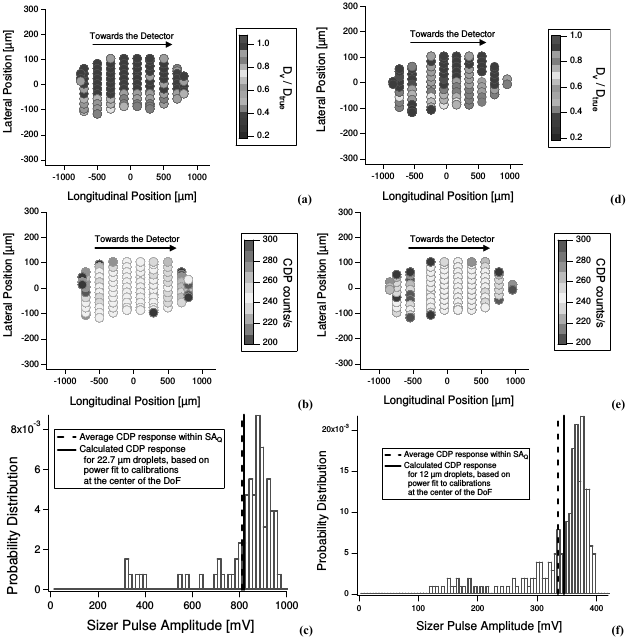 300
200
100
0
-100
-200
-300
Lateral Position [µm]
Towards the Detector
-1000
-500
0
500
1000
Longitudinal Position [µm]
1.0
0.8
0.6
0.4
0.2
Dv / Dtrue
(a)
300
200
100
0
-100
-200
-300
Lateral Position [µm]
Towards the Detector
-1000
-500
0
500
1000
Longitudinal Position [µm]
1.0
0.8
0.6
0.4
0.2
Dv / Dtrue
(d)
300
200
100
0
-100
-200
-300
Lateral Position [µm]
Towards the Detector
-1000
-500
0
500
1000
Longitudinal Position [µm]
300
280
260
240
220
200
CDP counts/s
(b)
300
200
100
0
-100
-200
-300
Lateral Position [µm]
Towards the Detector
-1000
-500
0
500
1000
Longitudinal Position [µm]
300
280
260
240
220
200
CDP counts/s
(e)
8x10-3
6
4
2
0
Probability Distribution
Average CDP response within SAQ
Calculated CDP response
for 22.7 µm droplets, based on
power fit to calibrations
at the center of the DoF
0
200
400
600
800
1000
Sizer Pulse Amplitude [mV]
(c)
20x10-3
15
10
5
0
Probability Distribution
Average CDP response within SAQ
Calculated CDP response
for 12 µm droplets, based on
power fit to calibrations
at the center of the DoF
0
100
200
300
400
Sizer Pulse Amplitude [mV]
(f)